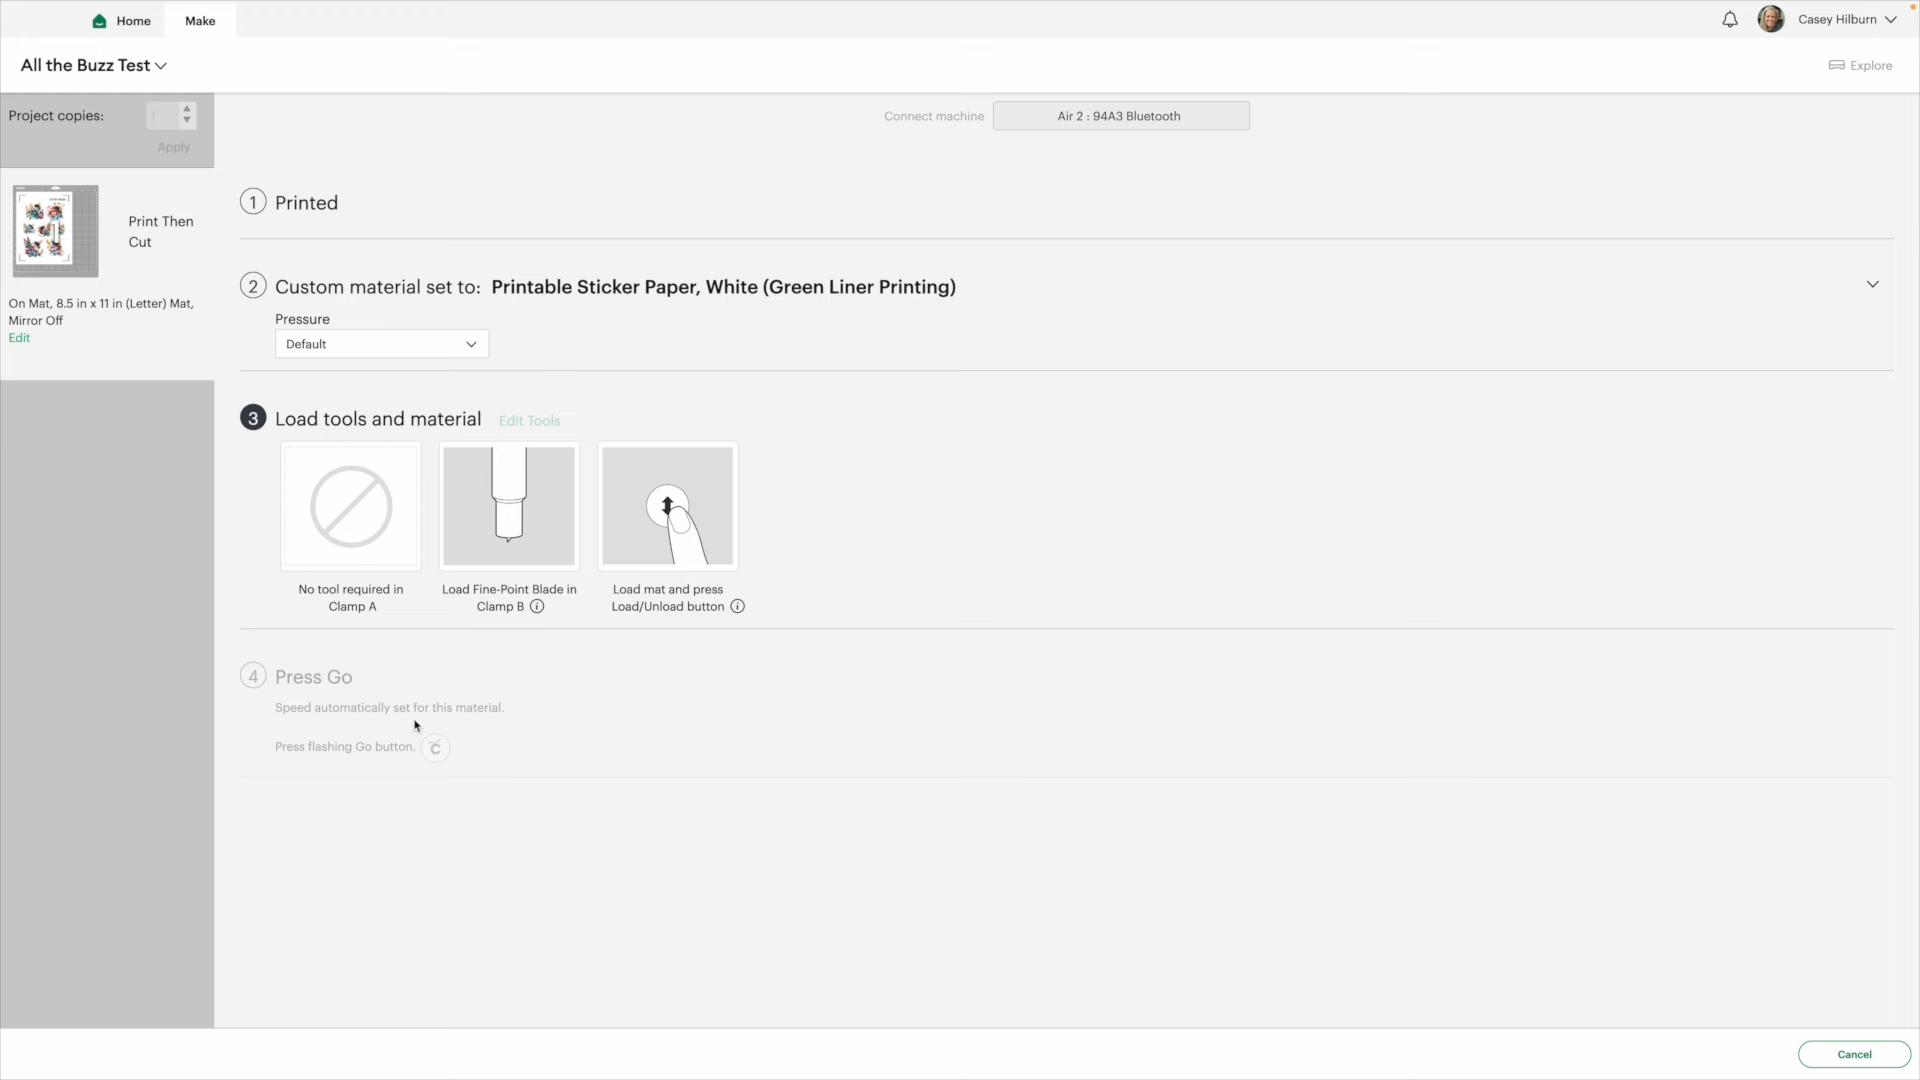 Home
Make
Casey Hilburn
All the Buzz Test
Explore
Project copies:
Apply
Connect machine
Air 2 : 94A3 Bluetooth
Print Then
Cut
On Mat, 8.5 in x 11 in (Letter) Mat,
Mirror Off
Edit
1 Printed
2 Custom material set to: Printable Sticker Paper, White (Green Liner Printing)
Pressure
Default
3 Load tools and material Edit Tools
No tool required in
Clamp A
Load Fine-Point Blade in
Clamp B
Load mat and press
Load/Unload button
4 Press Go
Speed automatically set for this material.
Press flashing Go button.
Cancel